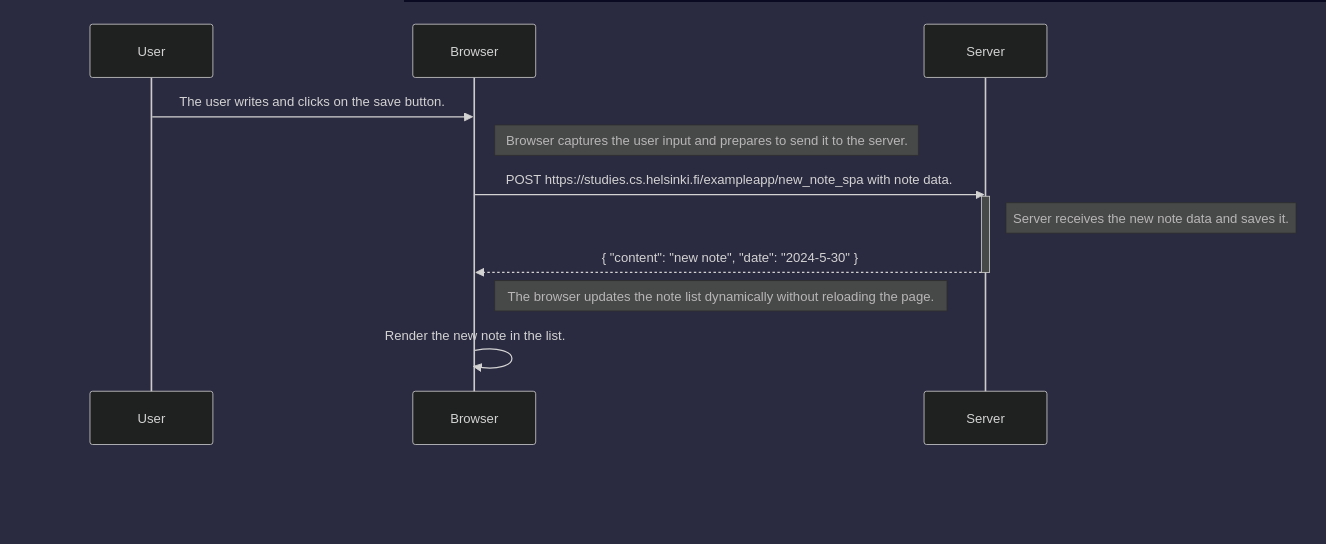 User
Browser
Server
The user writes and clicks on the save button.
Browser captures the user input and prepares to send it to the server.
POST https://studies.cs.helsinki.fi/exampleapp/new_note_spa with note data.
Server receives the new note data and saves it.
{ "content": "new note", "date": "2024-5-30" }
The browser updates the note list dynamically without reloading the page.
Render the new note in the list.
User
Browser
Server